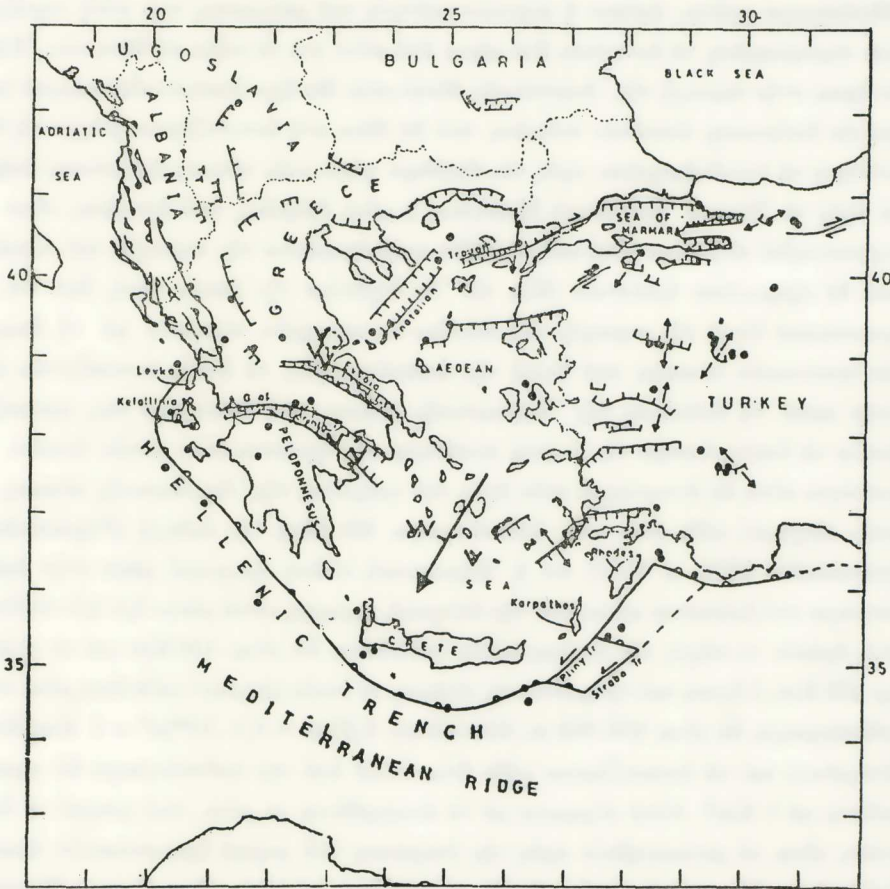 20 25 30
YUGOSLAVIA
BULGARIA
BLACK SEA
ADRIATIC
SEA
ALBANIA
GREECE
SEA OF
MARMARA
Trough
40 40
Anatolian
Levkas
AEGEAN
Kefallinia
G. of
TURKEY
PELOPONNESUS
SEA
Rhodes
Karpathos
CRETE
35 35
Pliny
Strabo Tr.
HELLENIC TRENCH
MEDITERRANEAN RIDGE